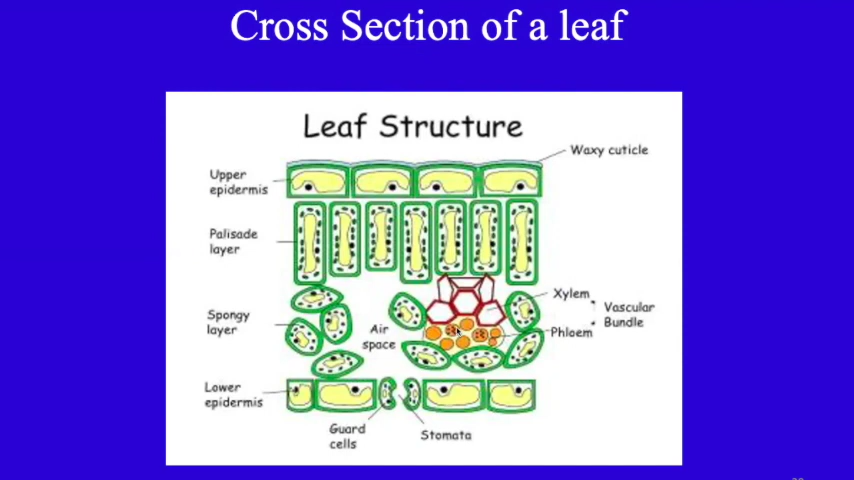 Cross Section of a leaf
Leaf Structure
Waxy cuticle
Upper
epidermis
Palisade
layer
Xylem
Vascular
Bundle
Phloem
Spongy
layer
Air
space
Lower
epidermis
Guard
cells
Stomata